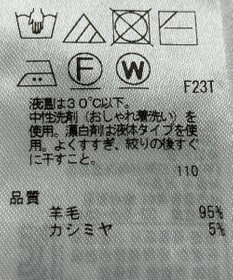 F
W
F23T
液温は30℃以下。
中性洗剤（おしゃれ着洗い）を
使用。漂白剤は液体タイプを使
用。よくすすぎ、絞りの後すぐ
に干すこと。
110
品質
羊毛 95%
カシミヤ 5%